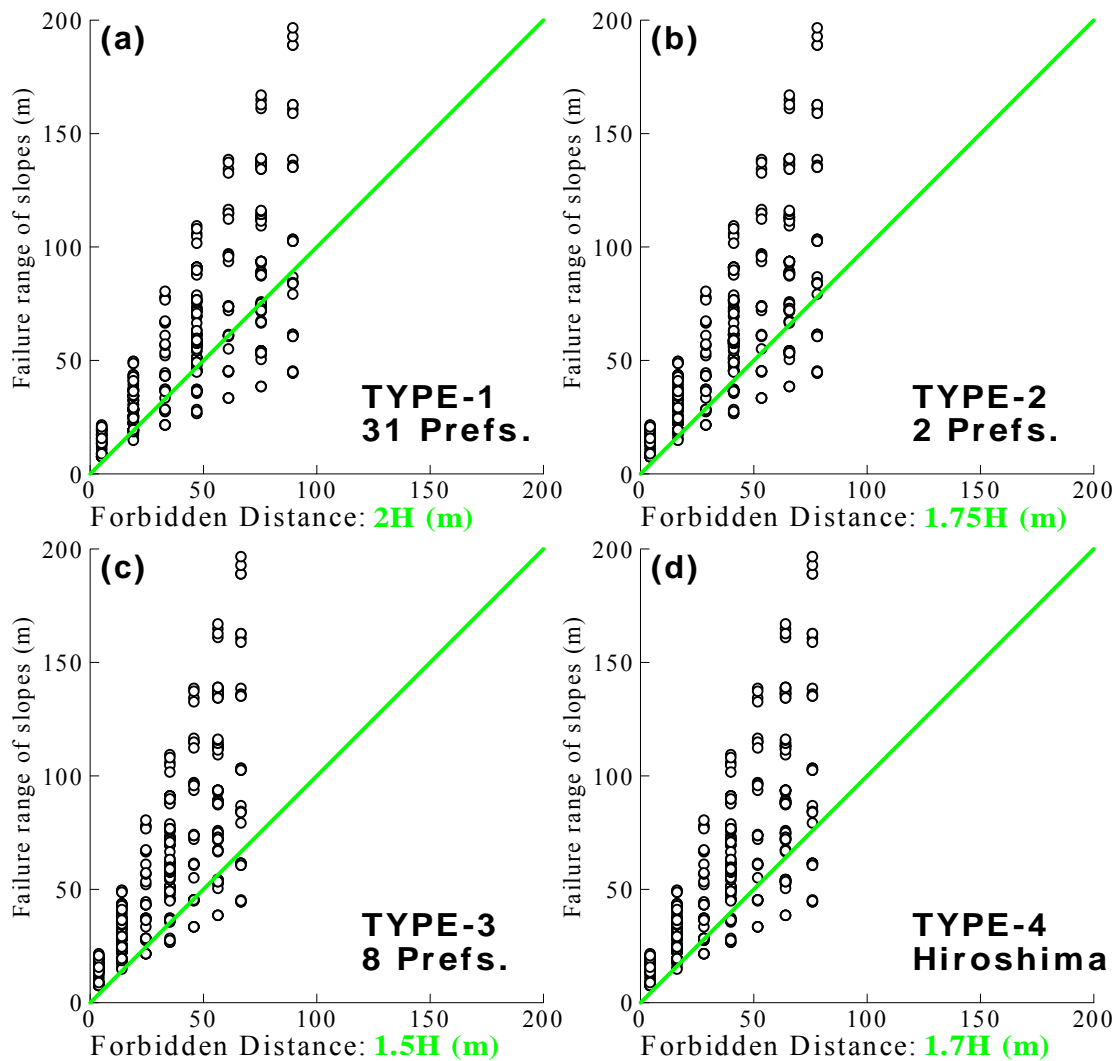 200
(a)
150
Failure range of slopes (m)
100
50
TYPE-1
31 Prefs.
0
0 50 100 150 200
Forbidden Distance: 2H (m)
200
(b)
150
Failure range of slopes (m)
100
50
TYPE-2
2 Prefs.
0
0 50 100 150 200
Forbidden Distance: 1.75H (m)
200
(c)
150
Failure range of slopes (m)
100
50
TYPE-3
8 Prefs.
0
0 50 100 150 200
Forbidden Distance: 1.5H (m)
200
(d)
150
Failure range of slopes (m)
100
50
TYPE-4
Hiroshima
0
0 50 100 150 200
Forbidden Distance: 1.7H (m)